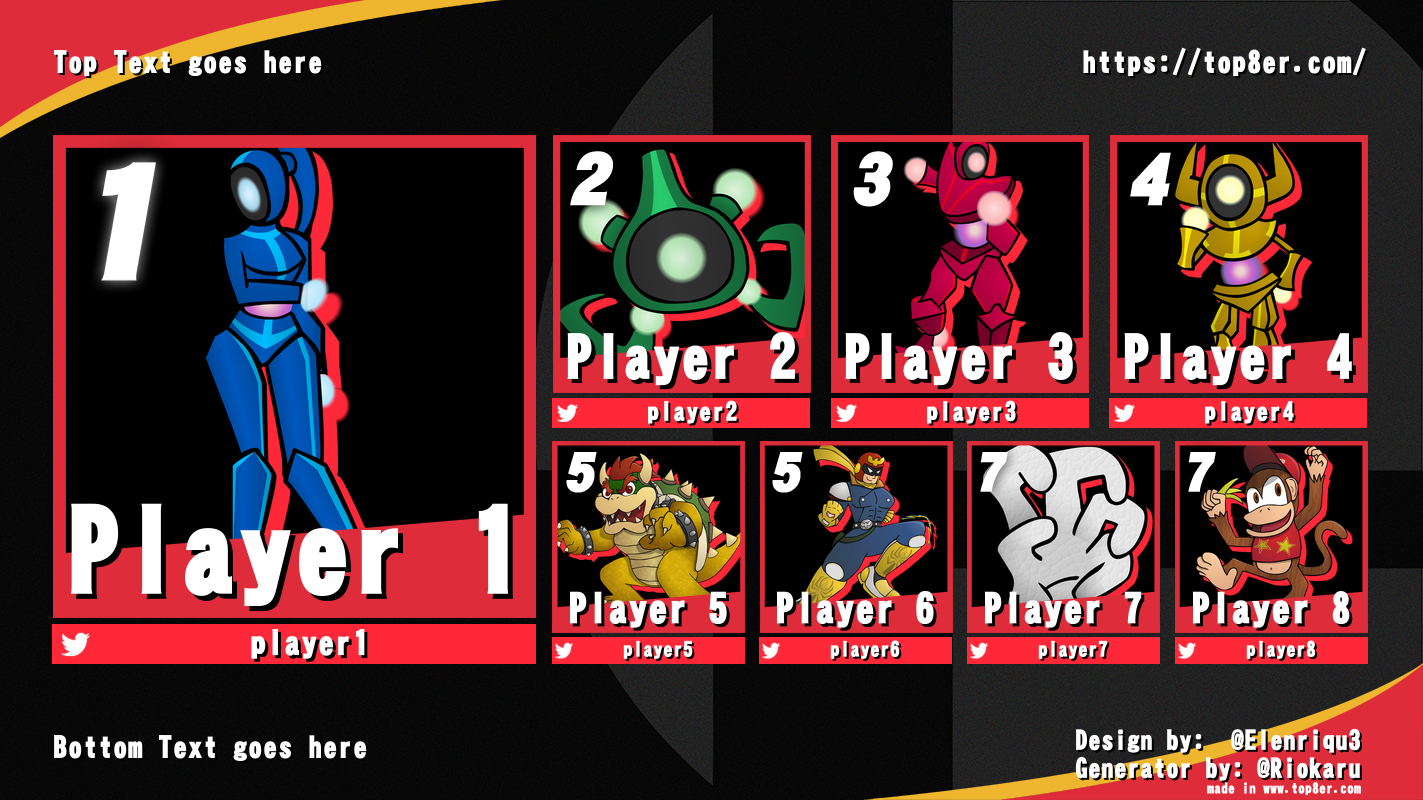 Top Text goes here
https://top8er.com/
1
Player 1
player1
2
Player 2
player2
3
Player 3
player3
4
Player 4
player4
5
Player 5
player5
5
Player 6
player6
7
Player 7
player7
7
Player 8
player8
Bottom Text goes here
Design by: @Elenriqu3
Generator by: @Riokaru
made in www.top8er.com